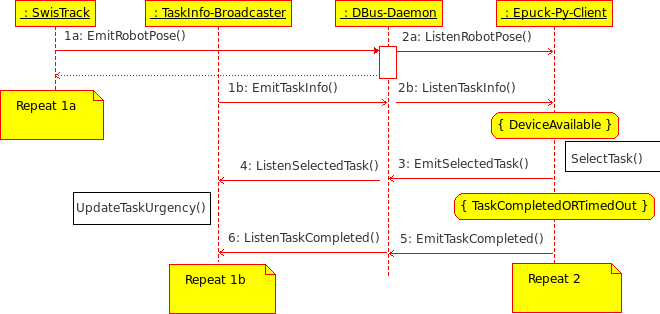 : SwisTrack
: TaskInfo-Broadcaster
: DBus-Daemon
: Epuck-Py-Client
1a: EmitRobotPose()
2a: ListenRobotPose()
1b: EmitTaskInfo()
2b: ListenTaskInfo()
Repeat 1a
{ DeviceAvailable }
SelectTask()
4: ListenSelectedTask()
3: EmitSelectedTask()
UpdateTaskUrgency()
{ TaskCompletedORTimedOut }
6: ListenTaskCompleted()
5: EmitTaskCompleted()
Repeat 1b
Repeat 2